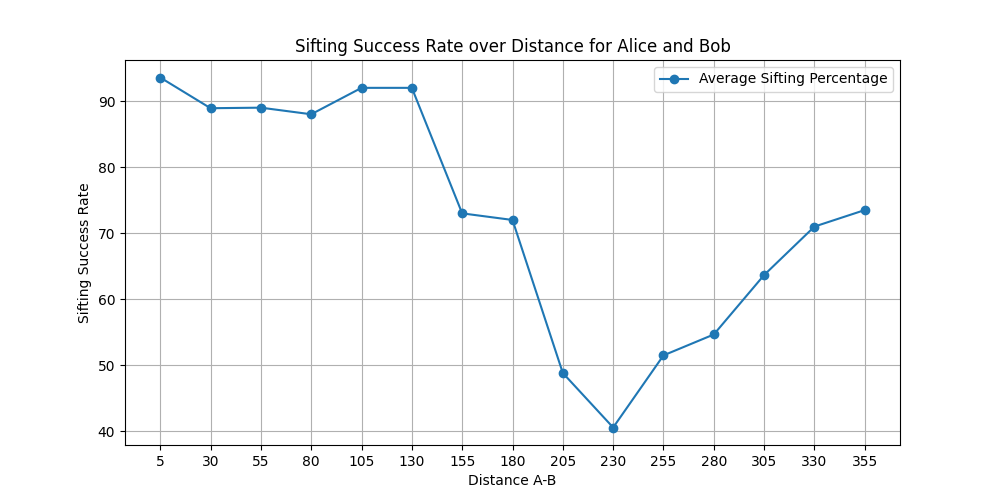 Sifting Success Rate over Distance for Alice and Bob
Average Sifting Percentage
Sifting Success Rate
90
80
70
60
50
40
5 30 55 80 105 130 155 180 205 230 255 280 305 330 355
Distance A-B